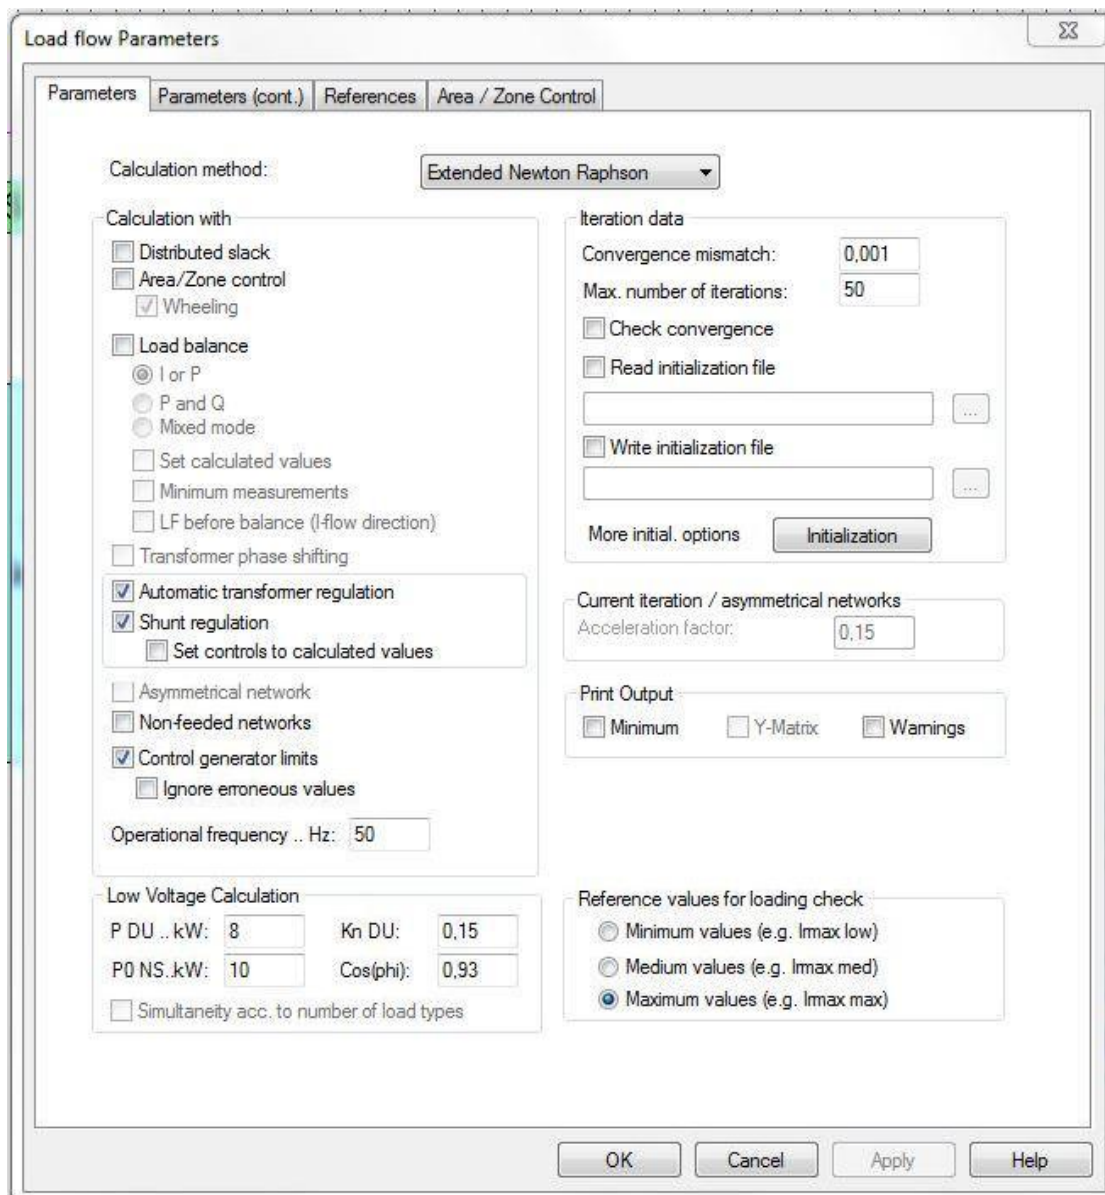 Load flow Parameters
Parameters Parameters (cont.) References Area / Zone Control
Calculation method: Extended Newton Raphson
Calculation with
Distributed slack
Area/Zone control
Wheeling
Load balance
I or P
P and Q
Mixed mode
Set calculated values
Minimum measurements
LF before balance (I-flow direction)
Transformer phase shifting
Automatic transformer regulation
Shunt regulation
Set controls to calculated values
Asymmetrical network
Non-feeded networks
Control generator limits
Ignore erroneous values
Operational frequency .. Hz: 50
Iteration data
Convergence mismatch: 0,001
Max. number of iterations: 50
Check convergence
Read initialization file
...
Write initialization file
...
More initial. options Initialization
Current iteration / asymmetrical networks
Acceleration factor: 0,15
Print Output
Minimum Y-Matrix Warnings
Low Voltage Calculation
P DU .. kW: 8 Kn DU: 0,15
P0 NS..kW: 10 Cos(phi): 0,93
Simultaneity acc. to number of load types
Reference values for loading check
Minimum values (e.g. Irmax low)
Medium values (e.g. Irmax med)
Maximum values (e.g. Irmax max)
OK Cancel Apply Help